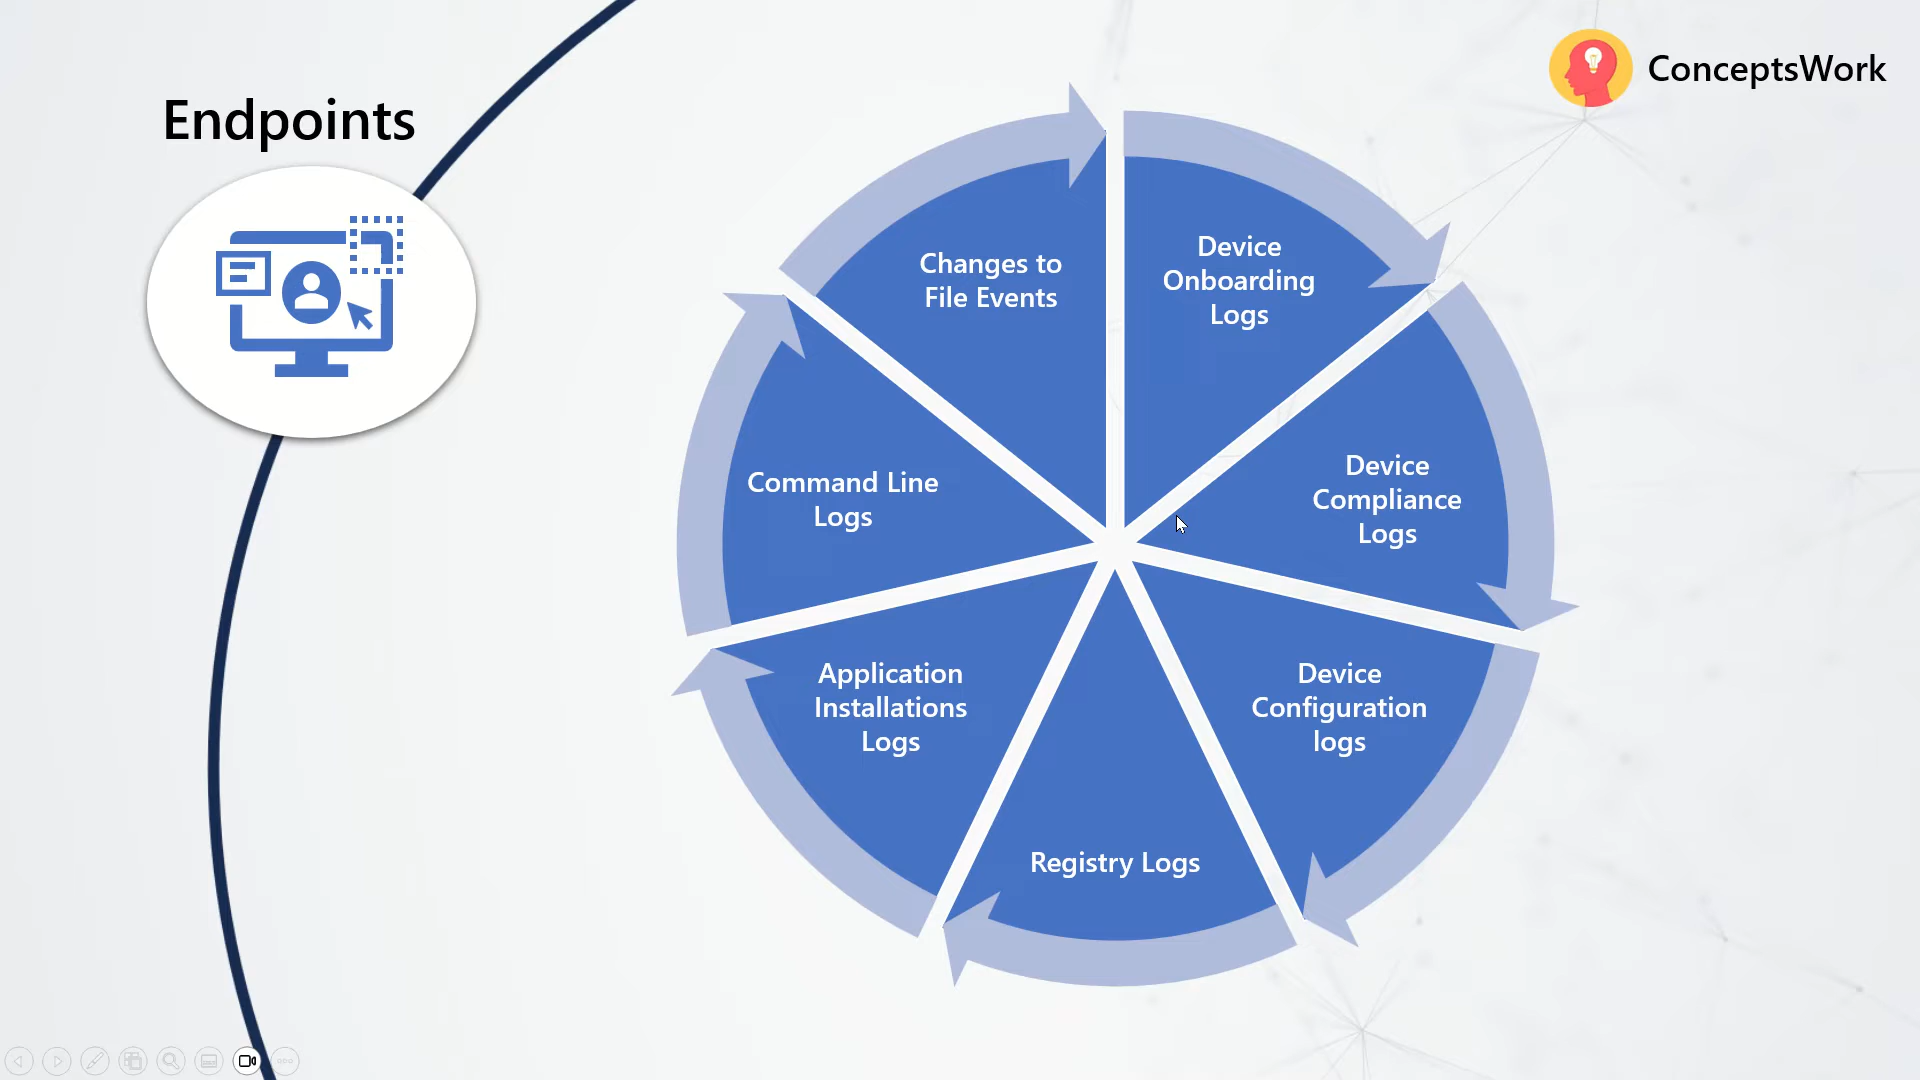 ConceptsWork
Endpoints
Device
Onboarding
Logs
Device
Compliance
Logs
Device
Configuration
logs
Registry Logs
Application
Installations
Logs
Command Line
Logs
Changes to
File Events